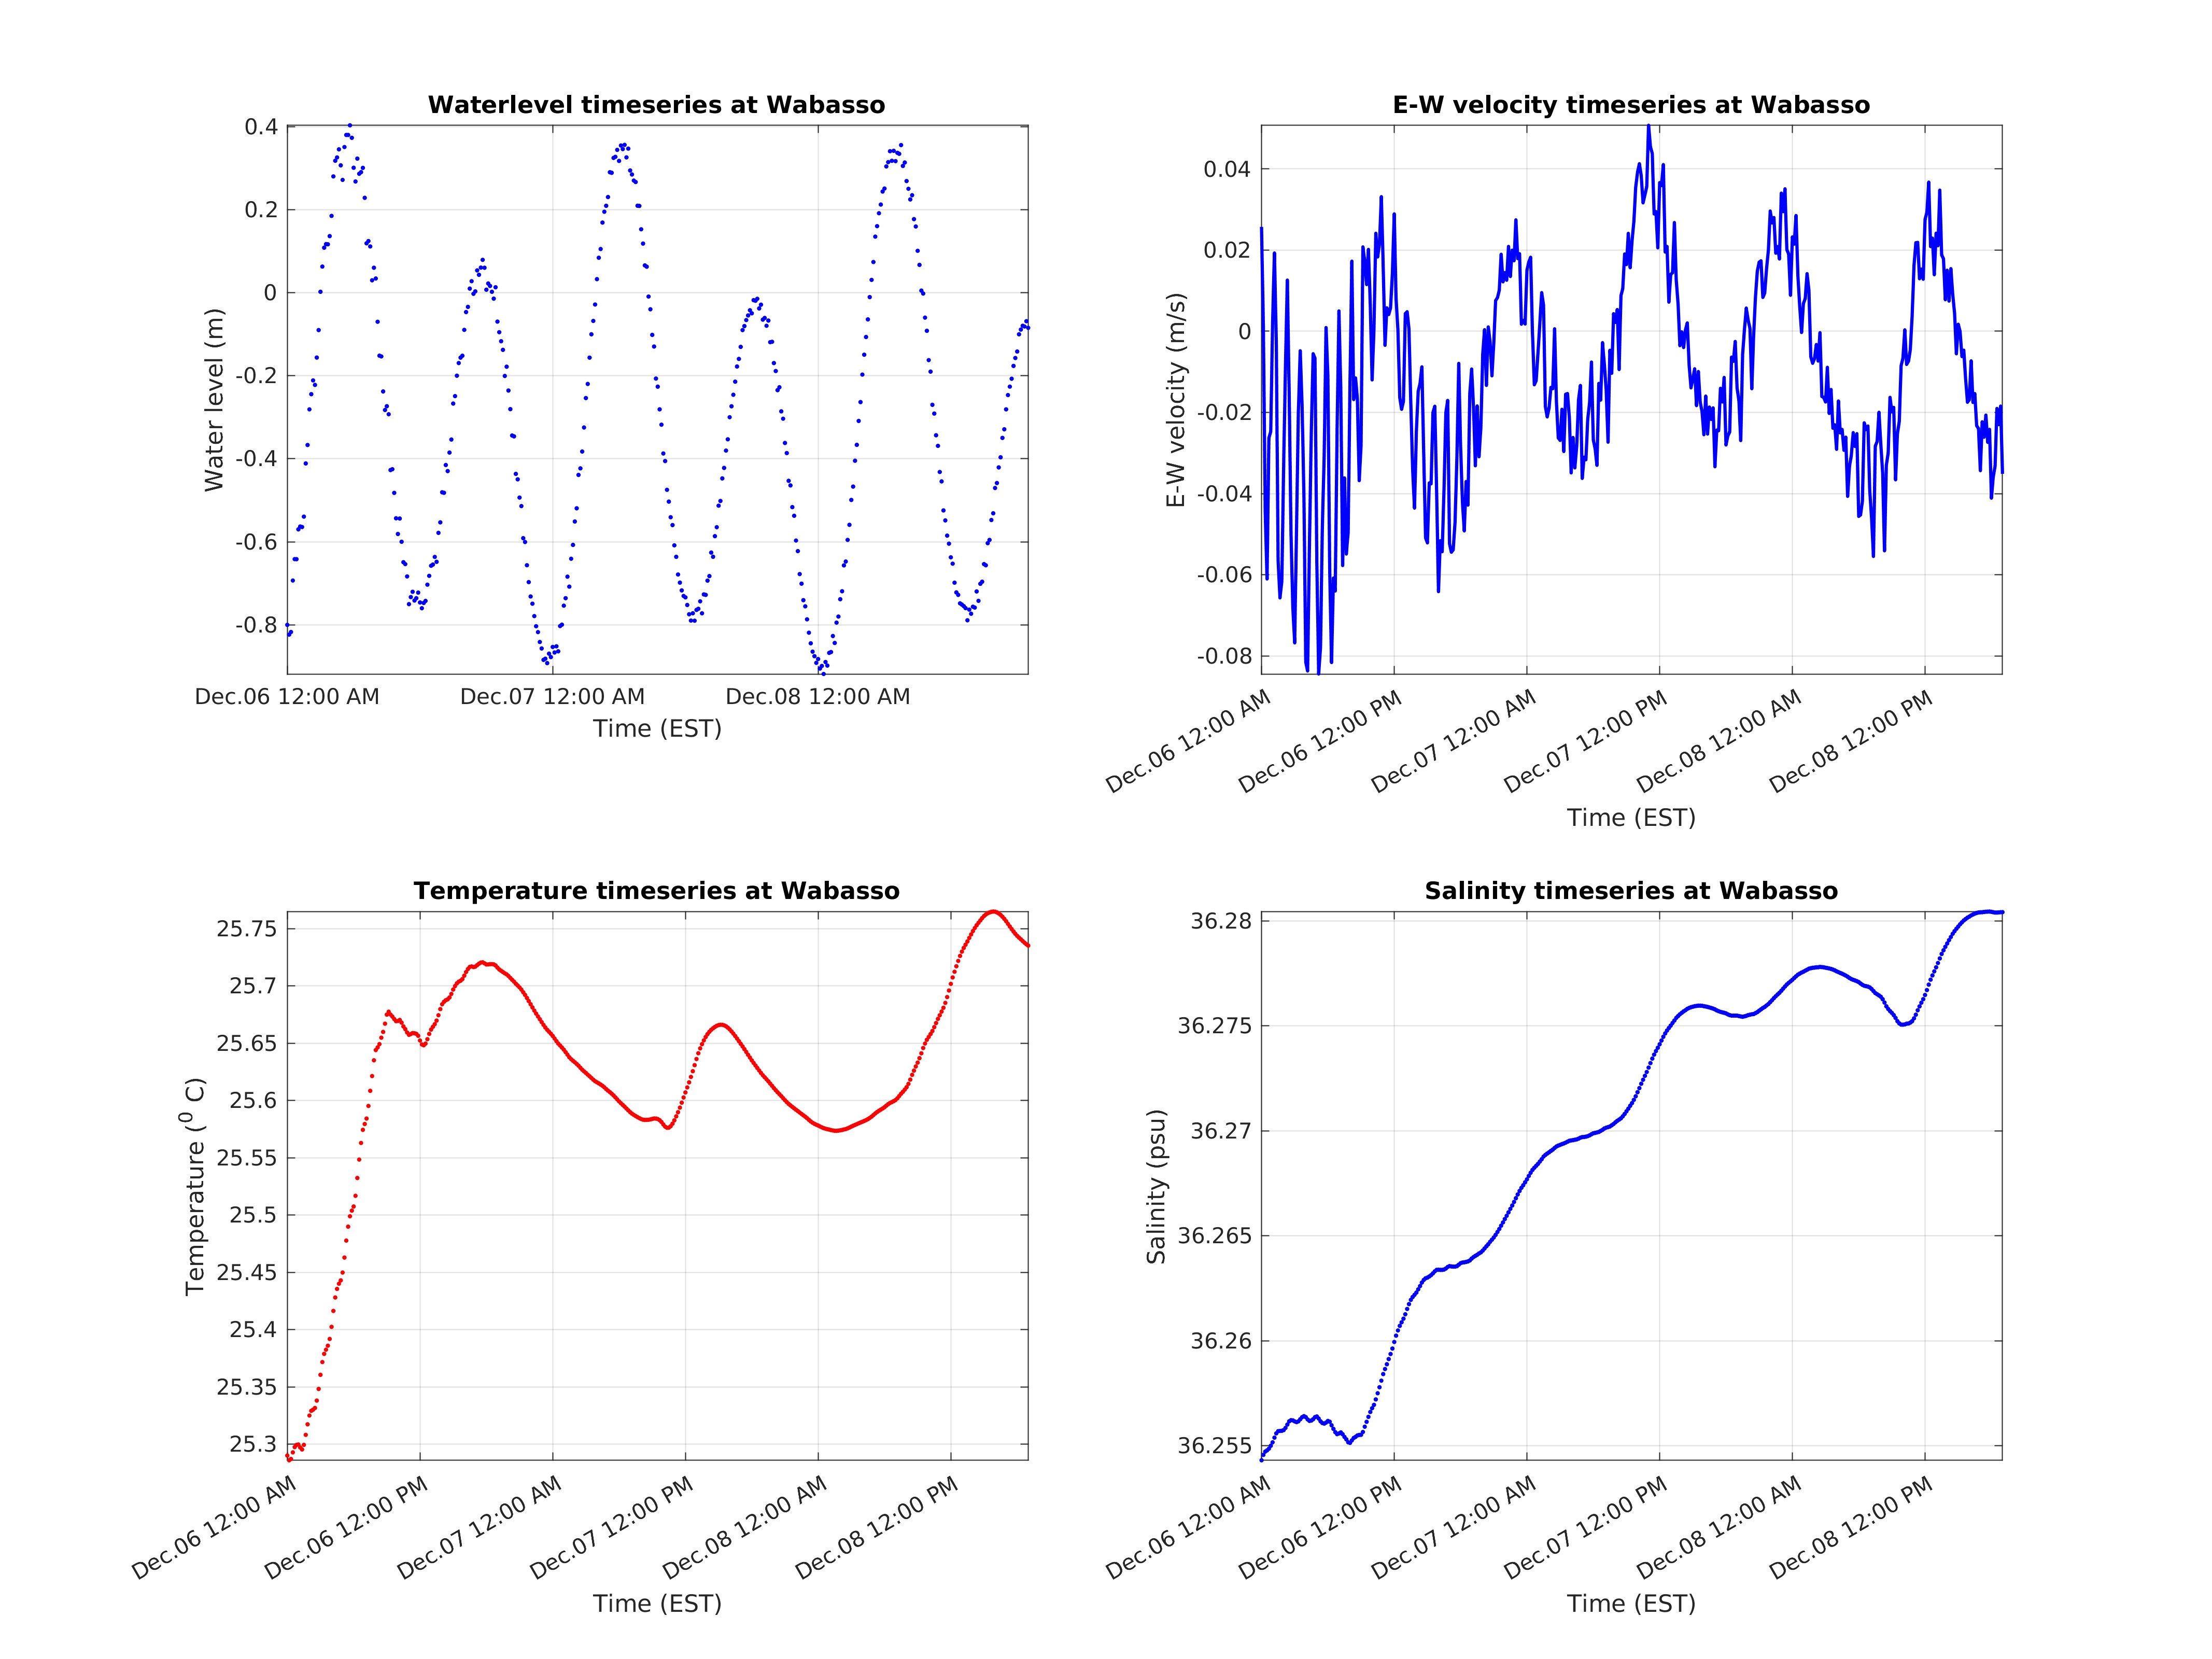 Waterlevel timeseries at Wabasso
0.4
0.2
0
-0.2
-0.4
-0.6
-0.8
Water level (m)
Dec.06 12:00 AM
Dec.07 12:00 AM
Dec.08 12:00 AM
Time (EST)
E-W velocity timeseries at Wabasso
0.04
0.02
0
-0.02
-0.04
-0.06
-0.08
E-W velocity (m/s)
Dec.06 12:00 AM
Dec.06 12:00 PM
Dec.07 12:00 AM
Dec.07 12:00 PM
Dec.08 12:00 AM
Dec.08 12:00 PM
Time (EST)
Temperature timeseries at Wabasso
25.75
25.7
25.65
25.6
25.55
25.5
25.45
25.4
25.35
25.3
Temperature (⁰ C)
Dec.06 12:00 AM
Dec.06 12:00 PM
Dec.07 12:00 AM
Dec.07 12:00 PM
Dec.08 12:00 AM
Dec.08 12:00 PM
Time (EST)
Salinity timeseries at Wabasso
36.28
36.275
36.27
36.265
36.26
36.255
Salinity (psu)
Dec.06 12:00 AM
Dec.06 12:00 PM
Dec.07 12:00 AM
Dec.07 12:00 PM
Dec.08 12:00 AM
Dec.08 12:00 PM
Time (EST)